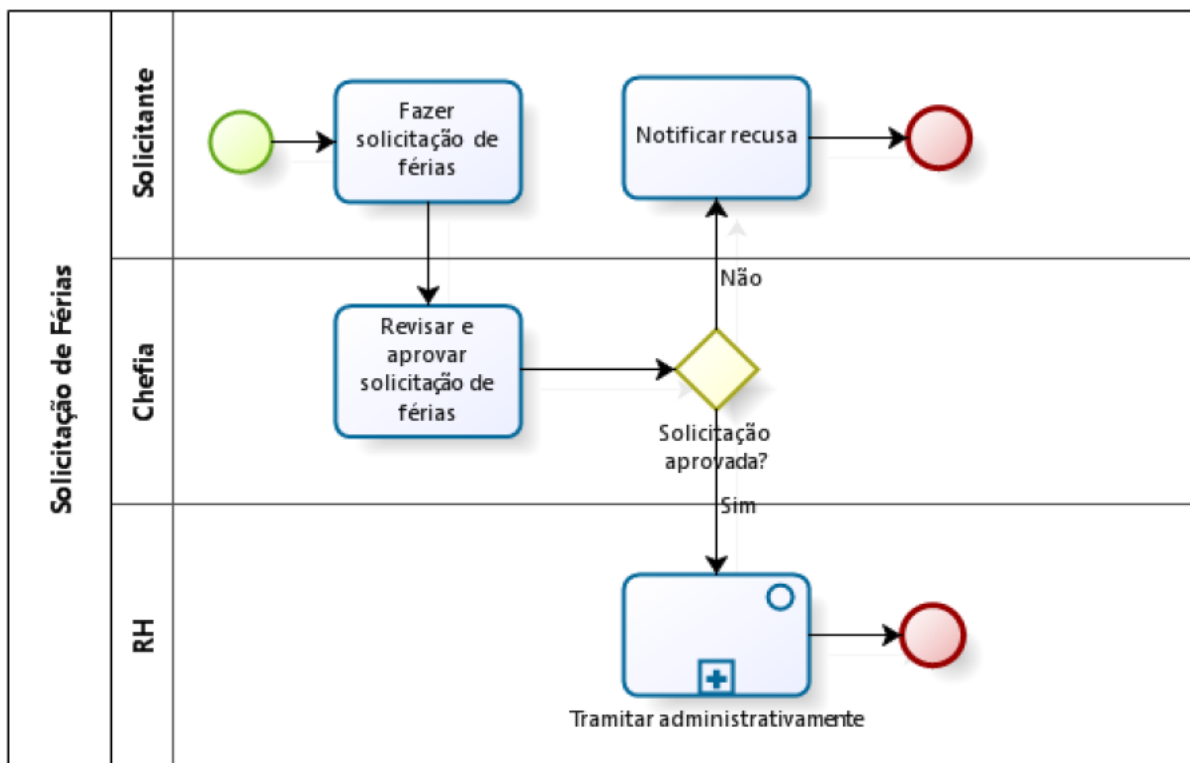 Solicitação de Férias
Solicitante
Fazer
solicitação de
férias
Notificar recusa
Não
Chefia
Revisar e
aprovar
solicitação de
férias
Solicitação
aprovada?
Sim
RH
Tramitar administrativamente